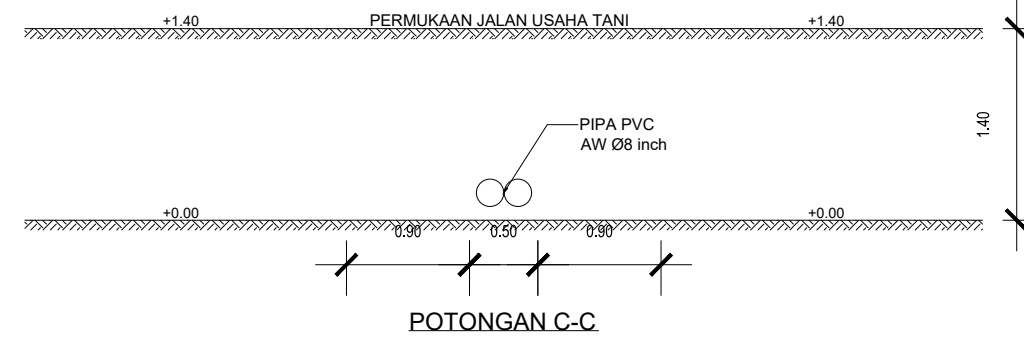 +1.40
PERMUKAAN JALAN USAHA TANI
+1.40
PIPA PVC
AW Ø8 inch
1.40
+0.00
+0.00
0.90
0.50
0.90
POTONGAN C-C